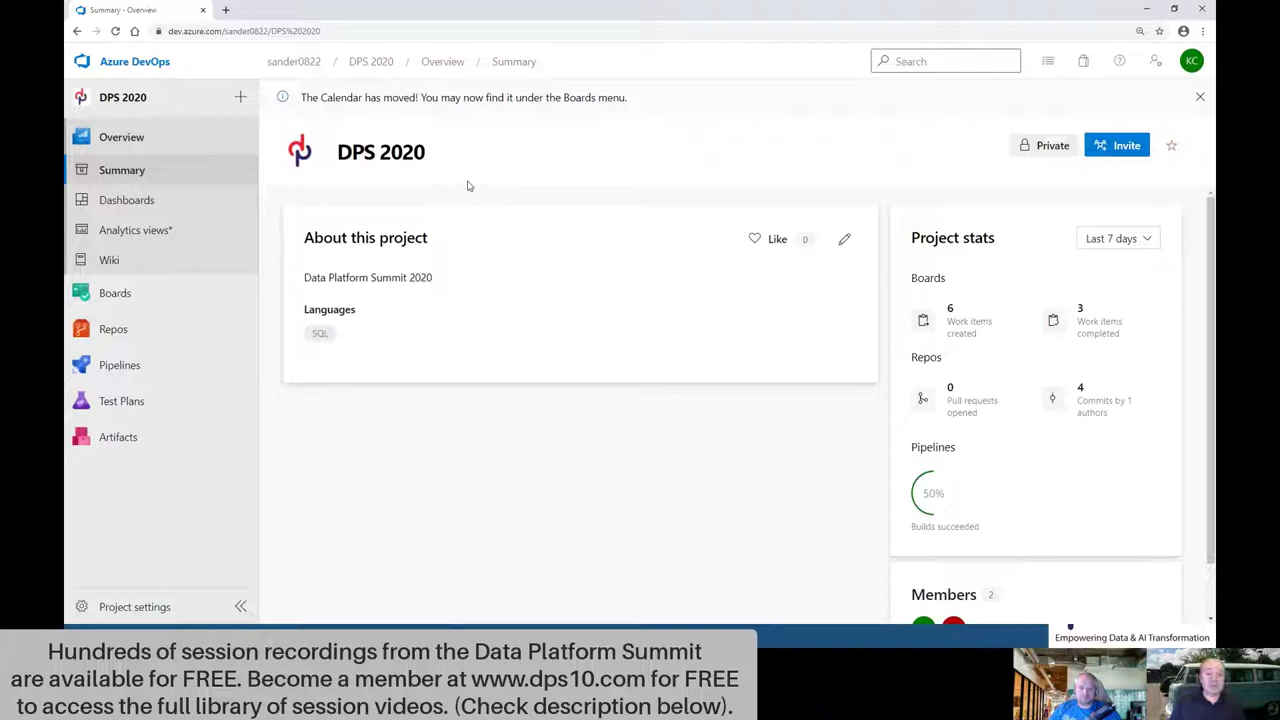 Summary - Overview
dev.azure.com/sander0822/DPS%202020
Azure DevOps
sander0822 / DPS 2020 / Overview / Summary
Search
KC
DPS 2020
The Calendar has moved! You may now find it under the Boards menu.
Overview
Summary
Dashboards
Analytics views*
Wiki
Boards
Repos
Pipelines
Test Plans
Artifacts
Project settings
DPS 2020
Private
Invite
About this project
Like 0
Data Platform Summit 2020
Languages
SQL
Project stats
Last 7 days
Boards
6
Work items
created
3
Work items
completed
Repos
0
Pull requests
opened
4
Commits by 1
authors
Pipelines
50%
Builds succeeded
Members 2
Empowering Data & AI Transformation
Hundreds of session recordings from the Data Platform Summit
are available for FREE. Become a member at www.dps10.com for FREE
to access the full library of session videos. (Check description below).